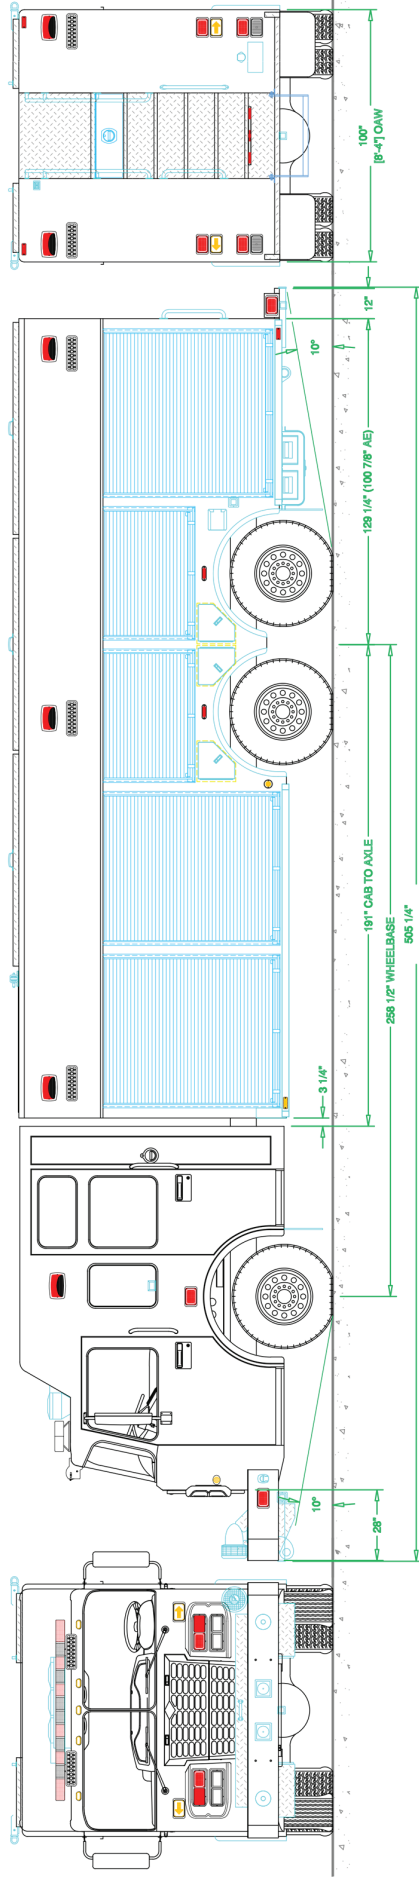 100"
[8'-4"] OAW
12"
10°
129 1/4" (100 7/8" AE)
191" CAB TO AXLE
258 1/2" WHEELBASE
505 1/4"
3 1/4"
10°
28"